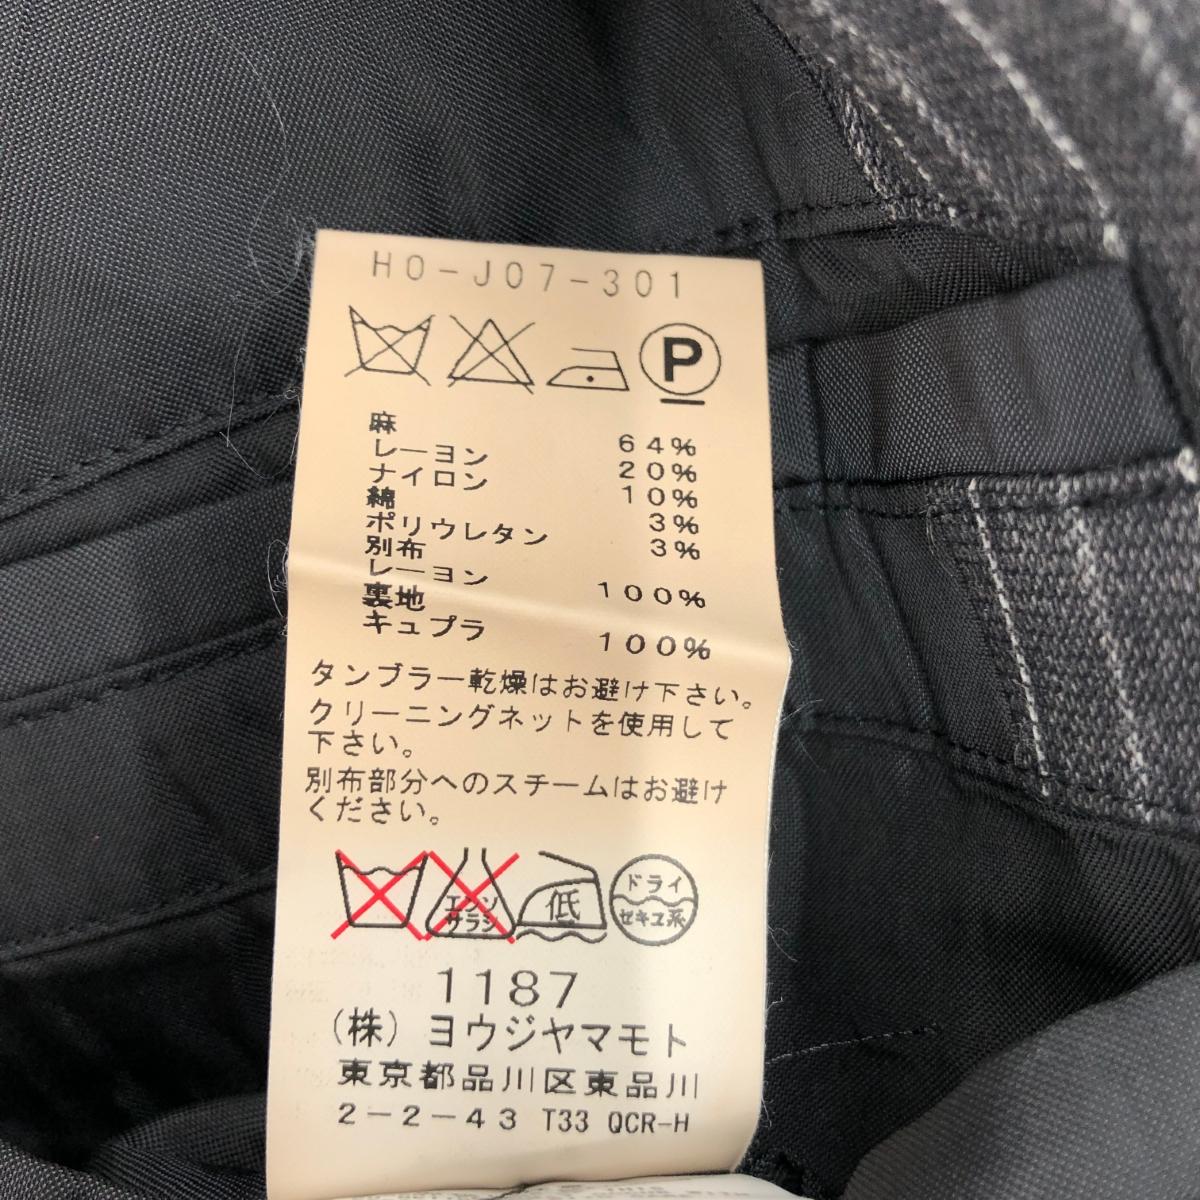 HO-J07-301
P
麻 64%
レーヨン 20%
ナイロン 10%
綿 3%
ポリウレタン 3%
別布
レーヨン 100%
裏地
キュプラ 100%
タンブラー乾燥はお避け下さい。
クリーニングネットを使用して
下さい。
別布部分へのスチームはお避け
ください。
エンソ
サラシ
低
ドライ
セキユ系
1187
(株) ヨウジヤマモト
東京都品川区東品川
2-2-43 T33 QCR-H